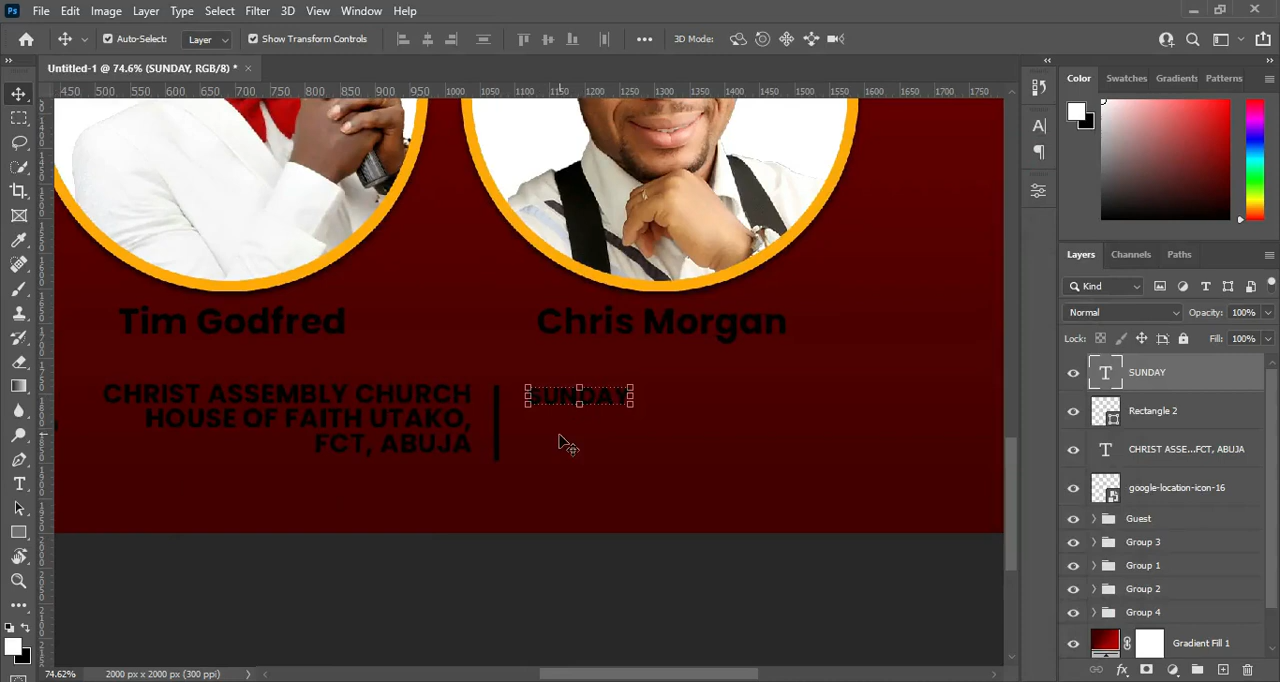 File Edit Image Layer Type Select Filter 3D View Window Help
Auto-Select: Layer Show Transform Controls 3D Mode:
Untitled-1 @ 74.6% (SUNDAY, RGB/8) *
450 500 550 600 650 700 750 800 850 900 950 1000 1050 1100 1150 1200 1250 1300 1350 1400 1450 1500 1550 1600 1650 1700 1750
Color Swatches Gradients Patterns
Tim Godfred Chris Morgan
CHRIST ASSEMBLY CHURCH
HOUSE OF FAITH UTAKO,
FCT, ABUJA
SUNDAY
Layers Channels Paths
Kind
Normal Opacity: 100%
Lock: Fill: 100%
SUNDAY
Rectangle 2
CHRIST ASSE...FCT, ABUJA
google-location-icon-16
Guest
Group 3
Group 1
Group 2
Group 4
Gradient Fill 1
74.62% 2000 px x 2000 px (300 ppi)